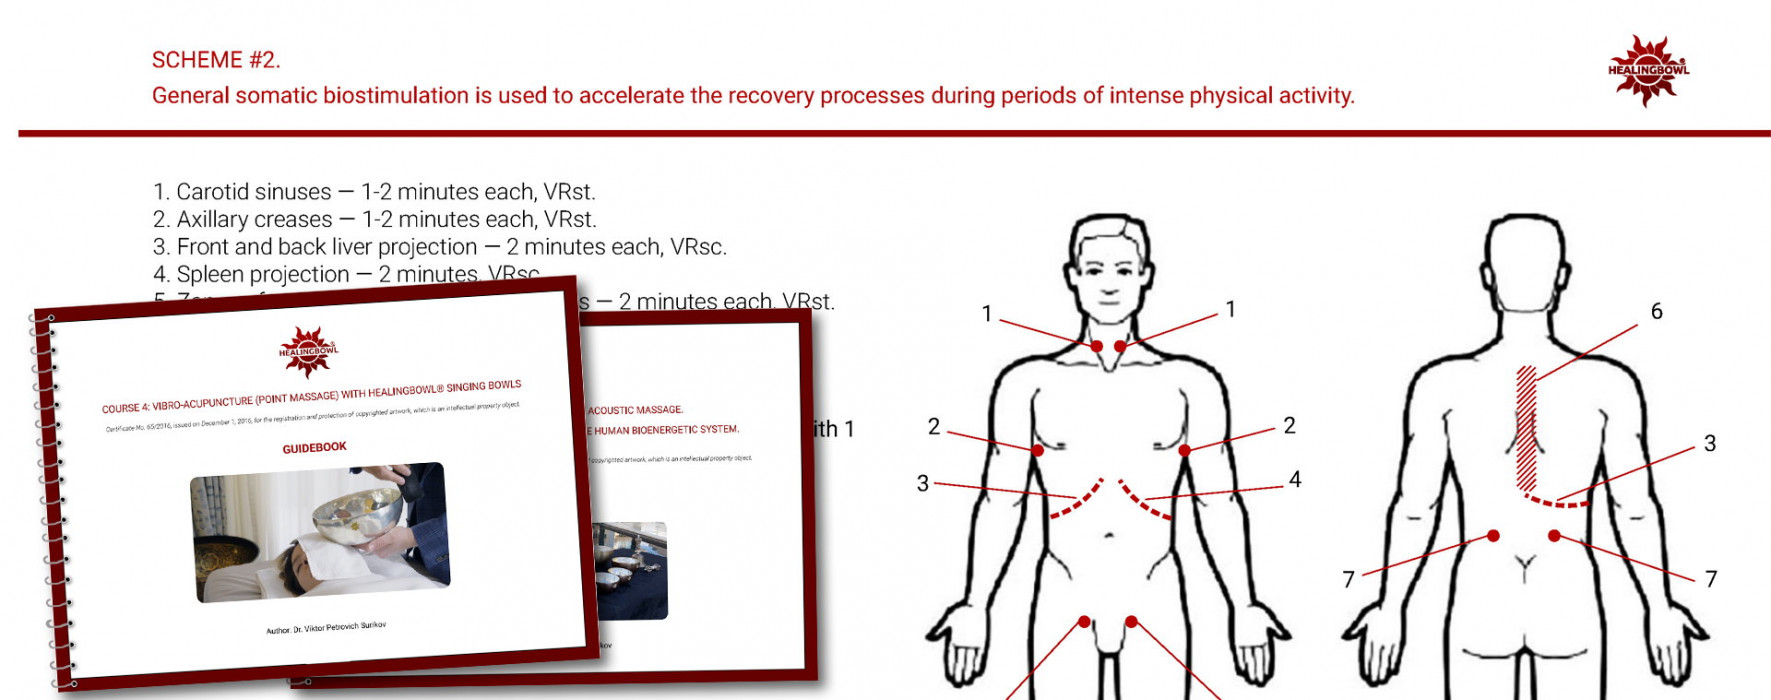 SCHEME #2.
General somatic biostimulation is used to accelerate the recovery processes during periods of intense physical activity.
HEALINGBOWL®
1. Carotid sinuses — 1-2 minutes each, VRst.
2. Axillary creases — 1-2 minutes each, VRst.
3. Front and back liver projection — 2 minutes each, VRsc.
4. Spleen projection — 2 minutes, VRsc
5. — 2 minutes each, VRst.
ith 1
HEALINGBOWL®
COURSE 4: VIBRO-ACUPUNCTURE (POINT MASSAGE) WITH HEALINGBOWL® SINGING BOWLS
Certificate No. 65/2016, issued on December 1, 2016, for the registration and protection of copyrighted artwork, which is an intellectual property object.
GUIDEBOOK
Author: Dr. Viktor Petrovich Surikov
ACOUSTIC MASSAGE.
E HUMAN BIOENERGETIC SYSTEM.
copyrighted artwork, which is an intellectual property object.
kov
1
1
2
2
3
4
6
3
7
7